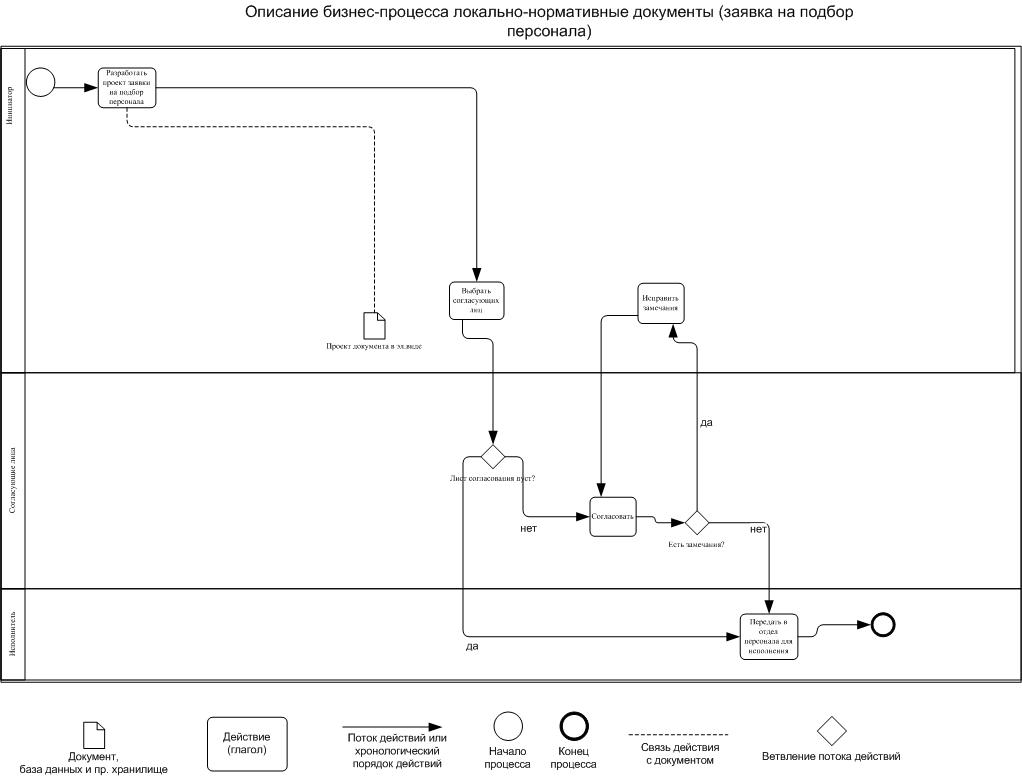 Описание бизнес-процесса локально-нормативные документы (заявка на подбор
персонала)
Инициатор
Разработать
проект заявки
на подбор
персонала
Выбрать
согласующих
лиц
Исправить
замечания
Проект документа в эл.виде
да
Согласующие лица
Лист согласования пуст?
Согласовать
нет
нет
Есть замечания?
Исполнитель
Передать в
отдел
персонала для
исполнения
да
Документ,
база данных и пр. хранилище
Действие
(глагол)
Поток действий или
хронологический
порядок действий
Начало
процесса
Конец
процесса
Связь действия
с документом
Ветвление потока действий